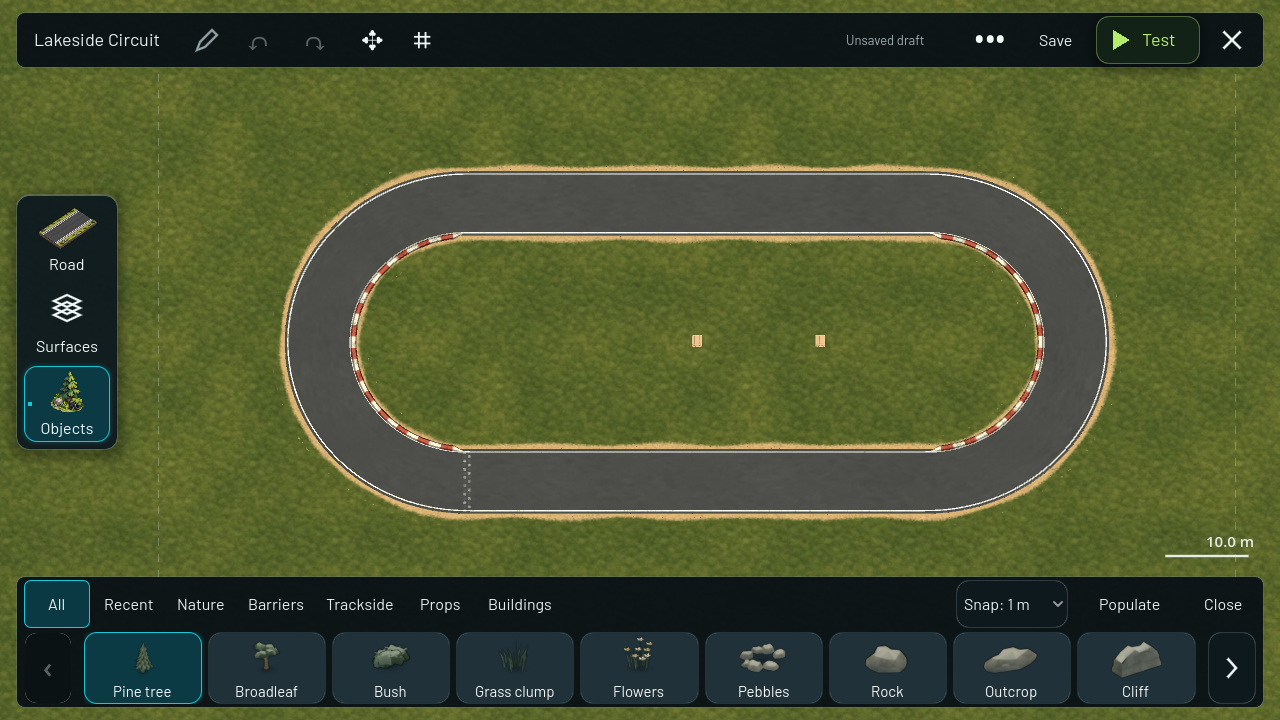 Lakeside Circuit
Unsaved draft
Save
Test
Road
Surfaces
Objects
10.0 m
All
Recent
Nature
Barriers
Trackside
Props
Buildings
Snap: 1 m
Populate
Close
Pine tree
Broadleaf
Bush
Grass clump
Flowers
Pebbles
Rock
Outcrop
Cliff